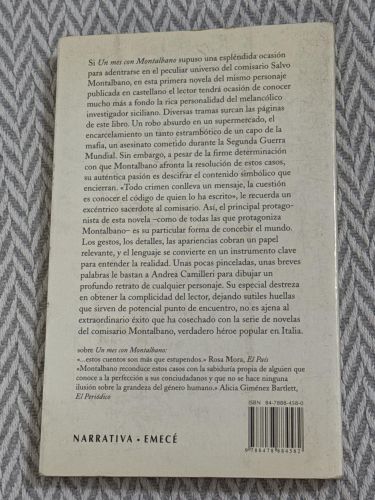 Si Un mes con Montalbano supuso una espléndida ocasión
para adentrarse en el peculiar universo del comisario Salvo
Montalbano, en esta primera novela del mismo personaje
publicada en castellano el lector tendrá ocasión de conocer
mucho más a fondo la rica personalidad del melancólico
investigador siciliano. Diversas tramas surcan las páginas
de este libro. Un robo absurdo en un supermercado, el
encarcelamiento un tanto estrambótico de un capo de la
mafia, un asesinato cometido durante la Segunda Guerra
Mundial. Sin embargo, a pesar de la firme determinación
con que Montalbano afronta la resolución de estos casos,
su auténtica pasión es descifrar el contenido simbólico que
encierran. «Todo crimen conlleva un mensaje, la cuestión
es conocer el código de quien lo ha escrito», le recuerda un
excéntrico sacerdote al comisario. Así, el principal protago-
nista de esta novela –como de todas las que protagoniza
Montalbano– es su particular forma de concebir el mundo.
Los gestos, los detalles, las apariencias cobran un papel
relevante, y el lenguaje se convierte en un instrumento clave
para entender la realidad. Unas pocas pinceladas, unas breves
palabras le bastan a Andrea Camilleri para dibujar un
profundo retrato de cualquier personaje. Su especial destreza
en obtener la complicidad del lector, dejando sutiles huellas
que sirven de potencial punto de encuentro, no es ajena al
extraordinario éxito que ha cosechado con la serie de novelas
del comisario Montalbano, verdadero héroe popular en Italia.
sobre Un mes con Montalbano:
«...estos cuentos son más que estupendos.» Rosa Mora, El País
«Montalbano reconduce estos casos con la sabiduría propia de alguien que
conoce a la perfección a sus conciudadanos y que no se hace ninguna
ilusión sobre la grandeza del género humano.» Alicia Giménez Bartlett,
El Periódico
ISBN 84-7888-458-0
9 788478 884582
NARRATIVA • EMECÉ